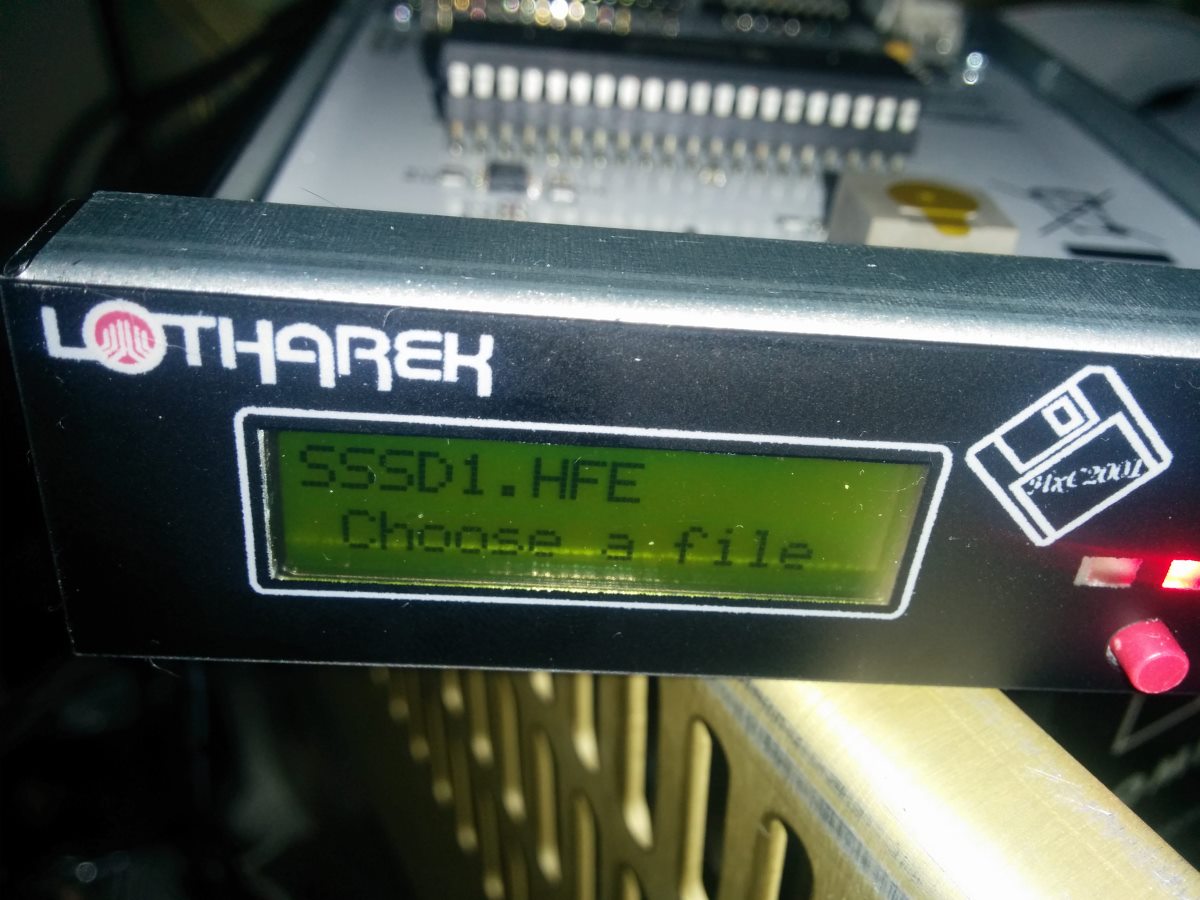 LOTHAREK
SSSD1.HFE
Choose a file
HxC2001